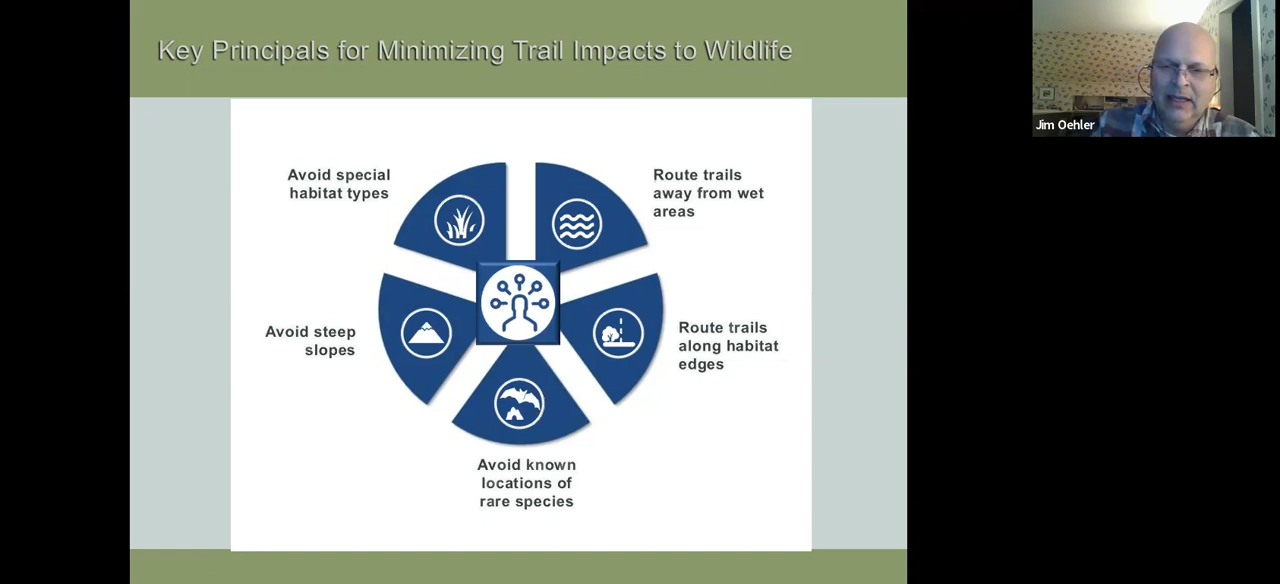 Key Principals for Minimizing Trail Impacts to Wildlife
Jim Oehler
Avoid special
habitat types
Route trails
away from wet
areas
Avoid steep
slopes
Route trails
along habitat
edges
Avoid known
locations of
rare species